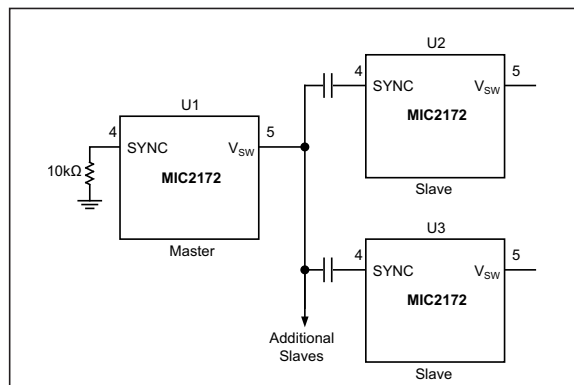 U1
4
SYNC
5
V_SW
MIC2172
10kΩ
Master
U2
4
SYNC
5
V_SW
MIC2172
Slave
U3
4
SYNC
5
V_SW
MIC2172
Slave
Additional
Slaves